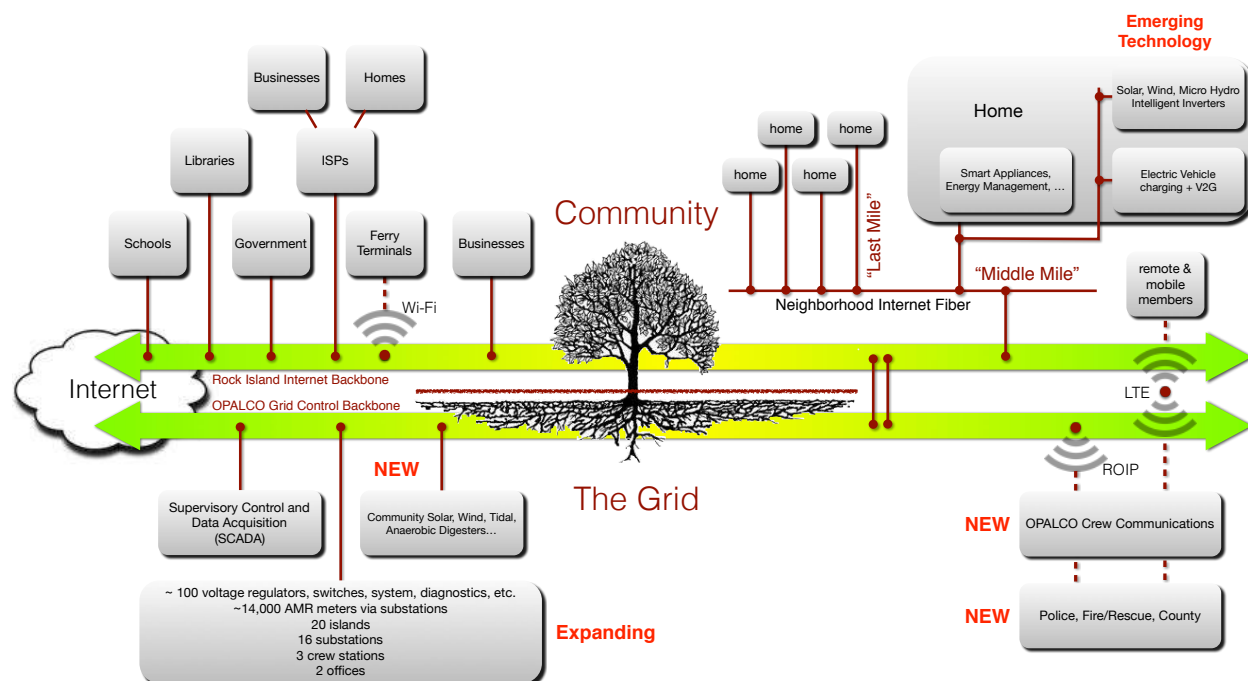 Emerging
Technology
Businesses
Homes
Home
Solar, Wind, Micro Hydro
Intelligent Inverters
Libraries
ISPs
home
home
home
home
Smart Appliances,
Energy Management, …
Electric Vehicle
charging + V2G
Schools
Government
Ferry
Terminals
Businesses
Community
“Last Mile”
“Middle Mile”
Neighborhood Internet Fiber
remote &
mobile
members
Wi-Fi
Internet
Rock Island Internet Backbone
OPALCO Grid Control Backbone
LTE
ROIP
NEW
The Grid
Supervisory Control and
Data Acquisition
(SCADA)
Community Solar, Wind, Tidal,
Anaerobic Digesters…
NEW
OPALCO Crew Communications
~ 100 voltage regulators, switches, system, diagnostics, etc.
~14,000 AMR meters via substations
20 islands
16 substations
3 crew stations
2 offices
Expanding
NEW
Police, Fire/Rescue, County